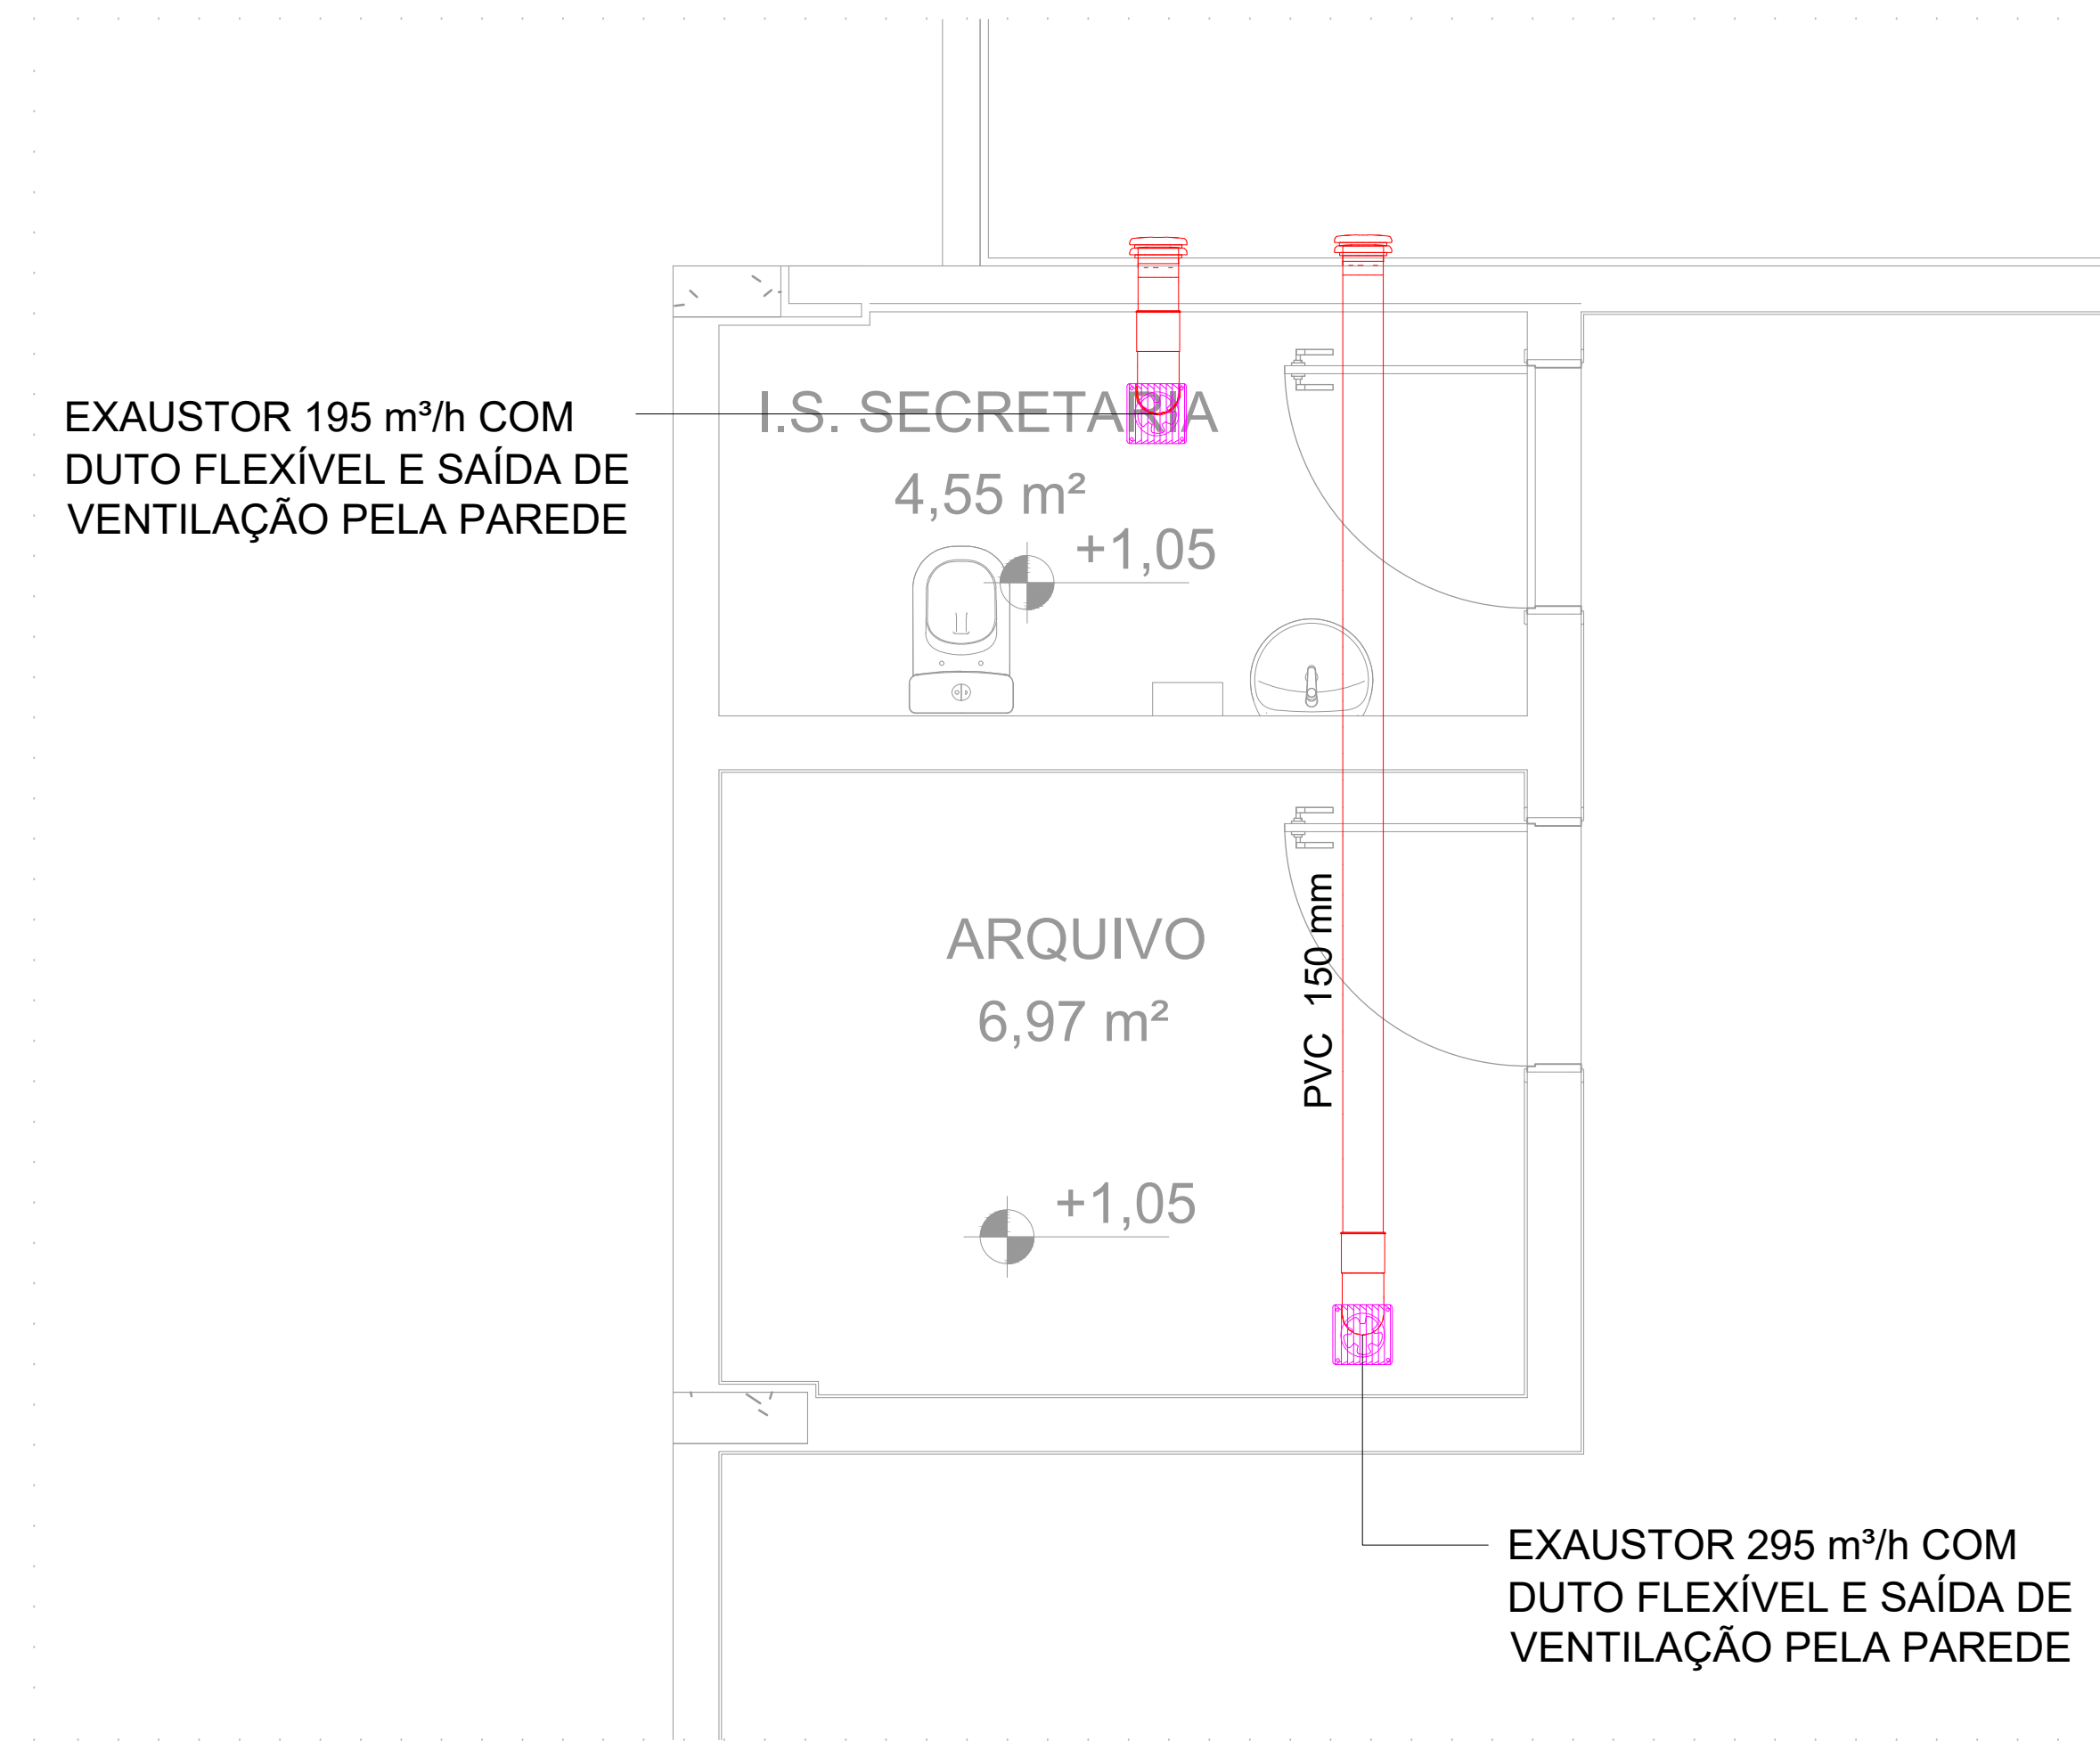 EXAUSTOR 195 m³/h COM
DUTO FLEXÍVEL E SAÍDA DE
VENTILAÇÃO PELA PAREDE
I.S. SECRETARIA
4,55 m²
+1,05
ARQUIVO
6,97 m²
PVC 150 mm
+1,05
EXAUSTOR 295 m³/h COM
DUTO FLEXÍVEL E SAÍDA DE
VENTILAÇÃO PELA PAREDE